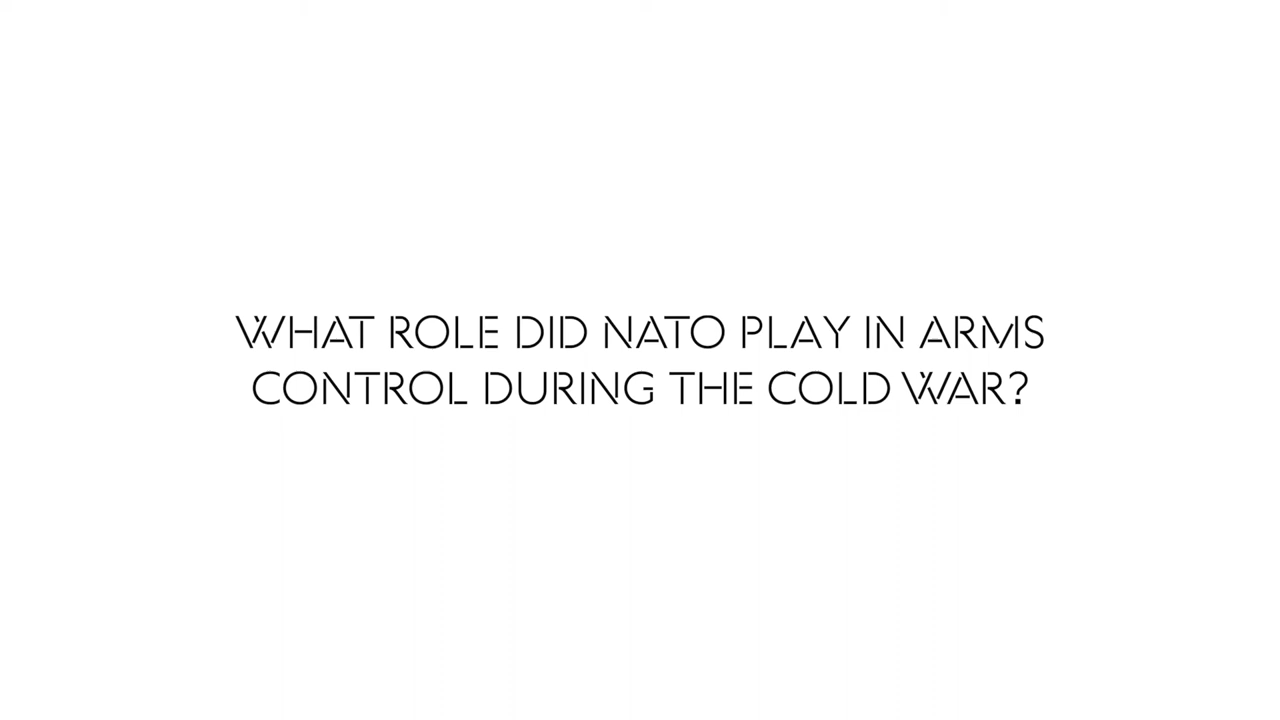 WHAT ROLE DID NATO PLAY IN ARMS
CONTROL DURING THE COLD WAR?